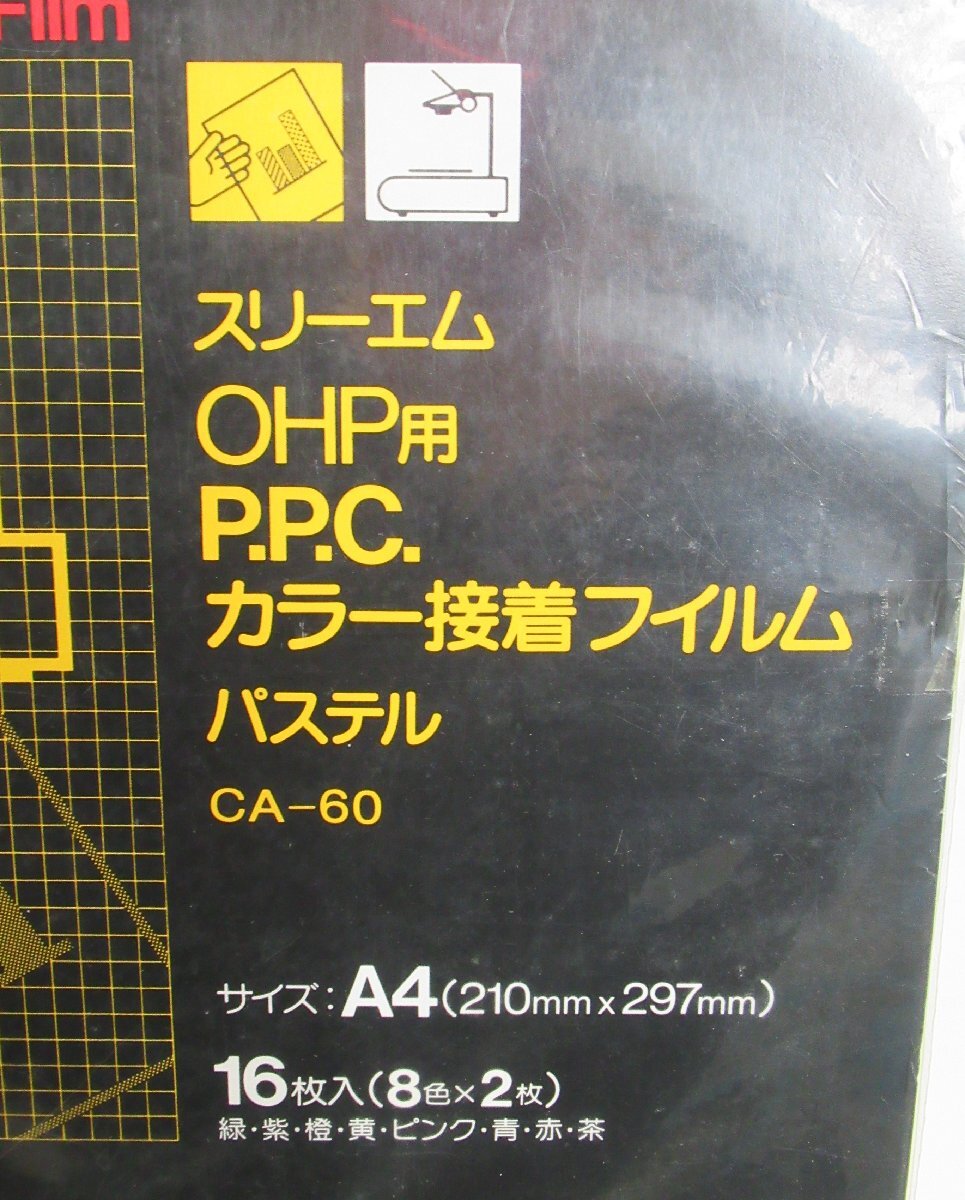 Film
スリーエム
OHP用
P.P.C.
カラー接着フイルム
パステル
CA-60
サイズ:A4(210mm x 297mm)
16枚入(8色×2枚)
緑・紫・橙・黄・ピンク・青・赤・茶